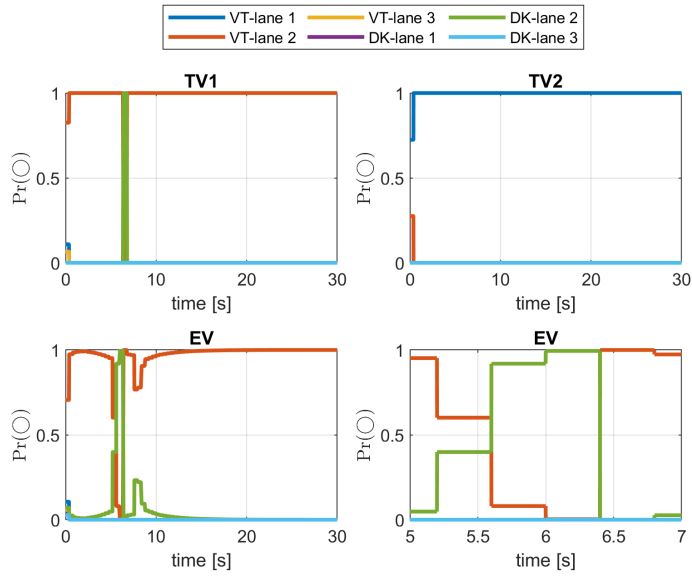 VT-lane 1 VT-lane 3 DK-lane 2
VT-lane 2 DK-lane 1 DK-lane 3
TV1
1
0.5
0
Pr(○)
0 10 20 30
time [s]
TV2
1
0.5
0
Pr(○)
0 10 20 30
time [s]
EV
1
0.5
0
Pr(○)
0 10 20 30
time [s]
EV
1
0.5
0
Pr(○)
5 5.5 6 6.5 7
time [s]